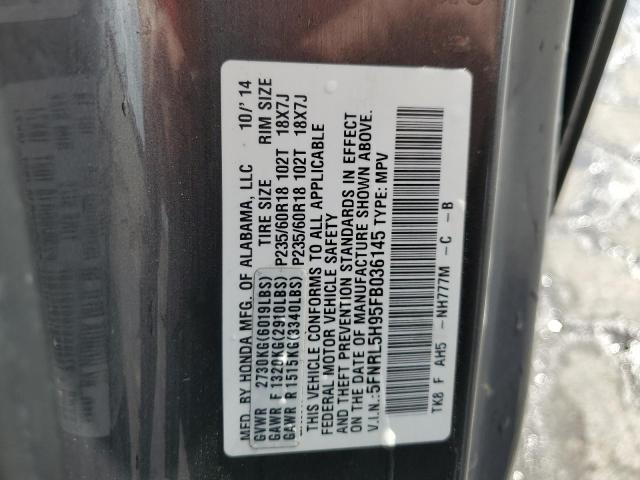 MFD. BY HONDA MFG. OF ALABAMA, LLC 10/'14
GVWR 2730KG(6019LBS) TIRE SIZE RIM SIZE
GAWR F 1320KG(2910LBS) P235/60R18 102T 18X7J
GAWR R 1515KG(3340LBS) P235/60R18 102T 18X7J
THIS VEHICLE CONFORMS TO ALL APPLICABLE
FEDERAL MOTOR VEHICLE SAFETY
AND THEFT PREVENTION STANDARDS IN EFFECT
ON THE DATE OF MANUFACTURE SHOWN ABOVE.
V.I.N.:5FNRL5H95FB036145 TYPE: MPV
TK8 F AH5 -NH777M -C -B